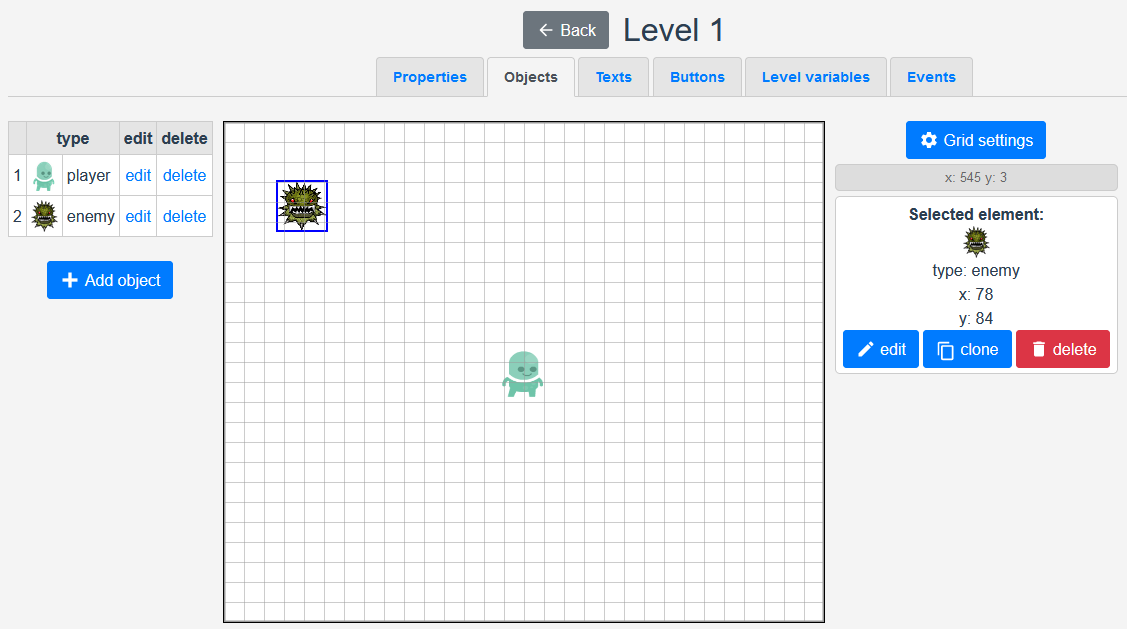 Back Level 1
Properties Objects Texts Buttons Level variables Events
type edit delete
1 player edit delete
2 enemy edit delete
Add object
Grid settings
x: 545 y: 3
Selected element:
type: enemy
x: 78
y: 84
edit clone delete